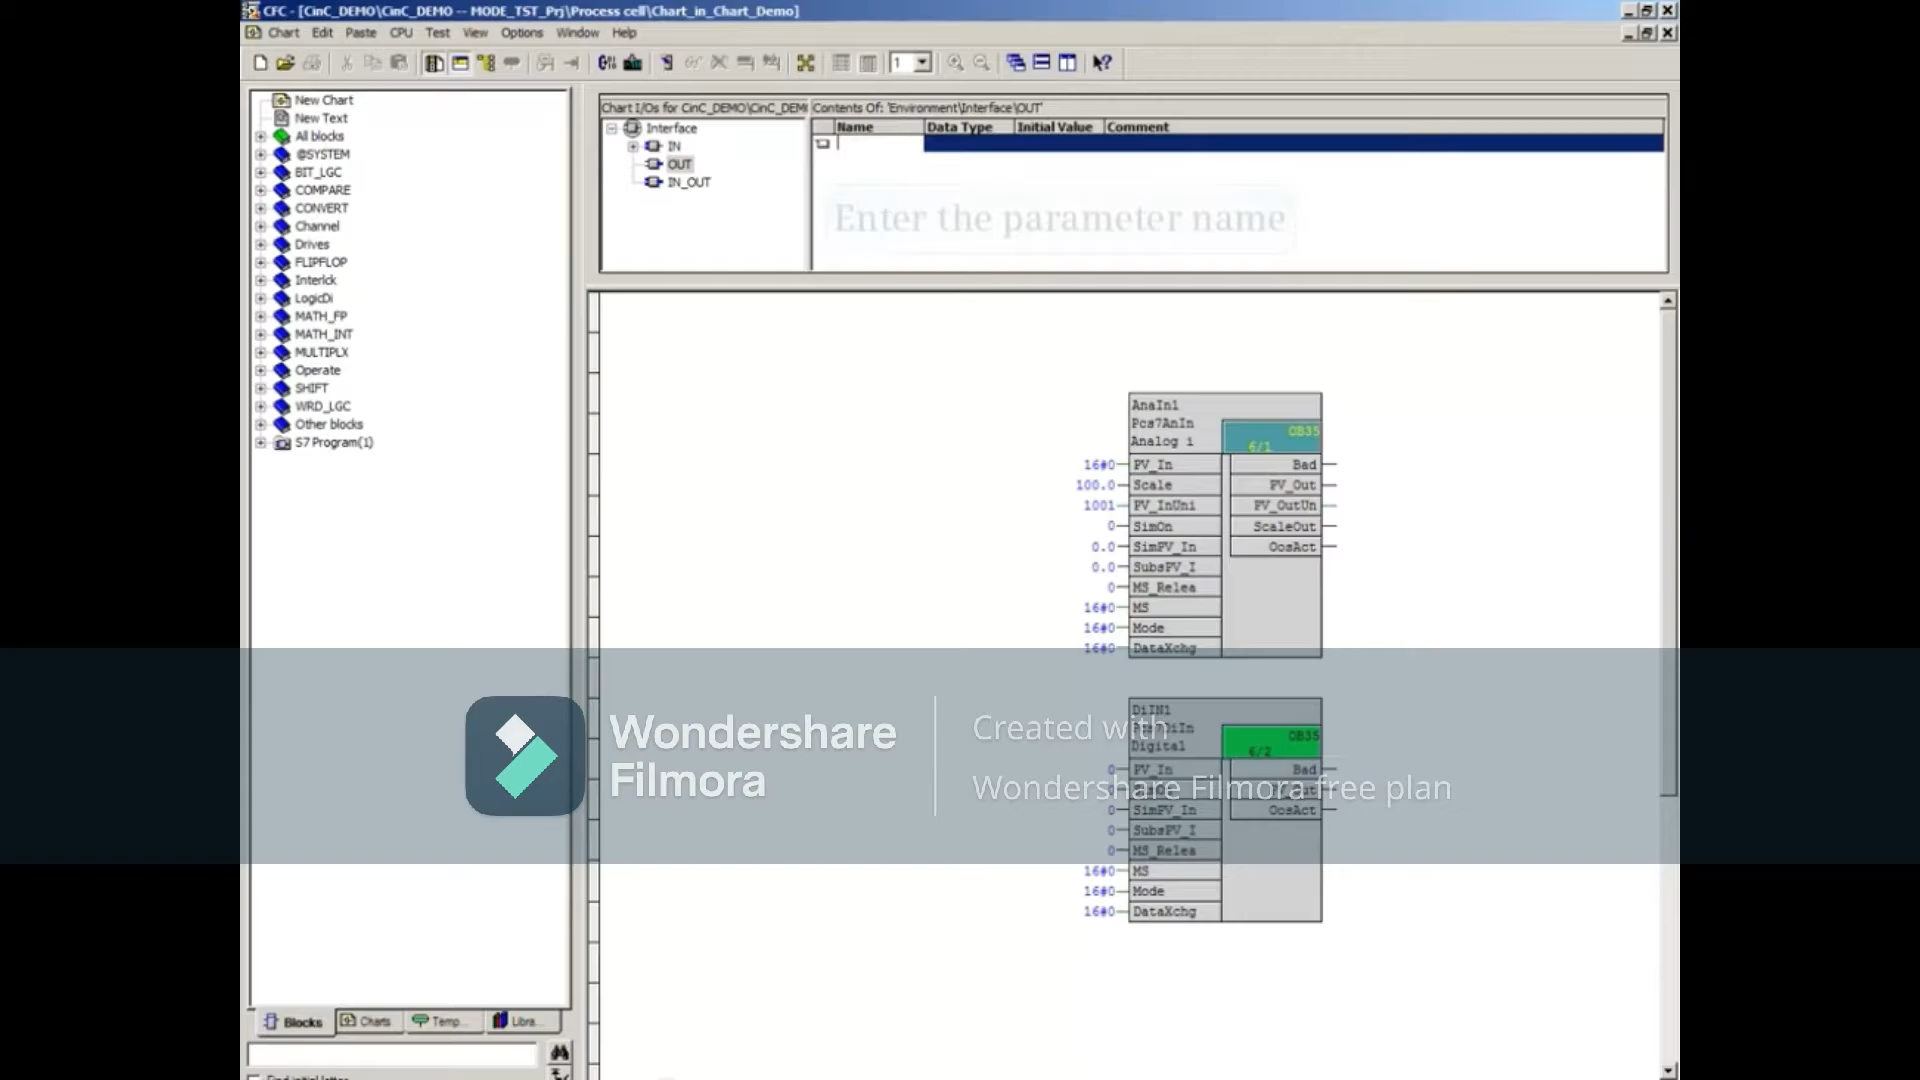 CFC - [CinC_DEMO\CinC_DEMO -- MODE_TST_Prj\Process cell\Chart_in_Chart_Demo]
Chart Edit Paste CPU Test View Options Window Help
1
New Chart
New Text
All blocks
@SYSTEM
BIT_LGC
COMPARE
CONVERT
Channel
Drives
FLIPFLOP
Interlck
LogicDi
MATH_FP
MATH_INT
MULTIPLX
Operate
SHIFT
WRD_LGC
Other blocks
S7 Program(1)
Blocks Charts Temp... Libra...
Chart I/Os for CinC_DEMO\CinC_DEM
Interface
IN
OUT
IN_OUT
Contents Of: 'Environment\Interface\OUT'
Name Data Type Initial Value Comment
Enter the parameter name
AnaIn1
Pcs7AnIn
Analog i
OB35
6/1
16#0 PV_In Bad
100.0 Scale PV_Out
1001 PV_InUni PV_OutUn
0 SimOn ScaleOut
0.0 SimPV_In OosAct
0.0 SubsPV_I
0 MS_Relea
16#0 MS
16#0 Mode
16#0 DataXchg
DiIN1
Digital
OB35
6/2
0 PV_In Bad
0 SimPV_In OosAct
0 SubsPV_I
0 MS_Relea
16#0 MS
16#0 Mode
16#0 DataXchg
Wondershare
Filmora
Created with
Wondershare Filmora free plan